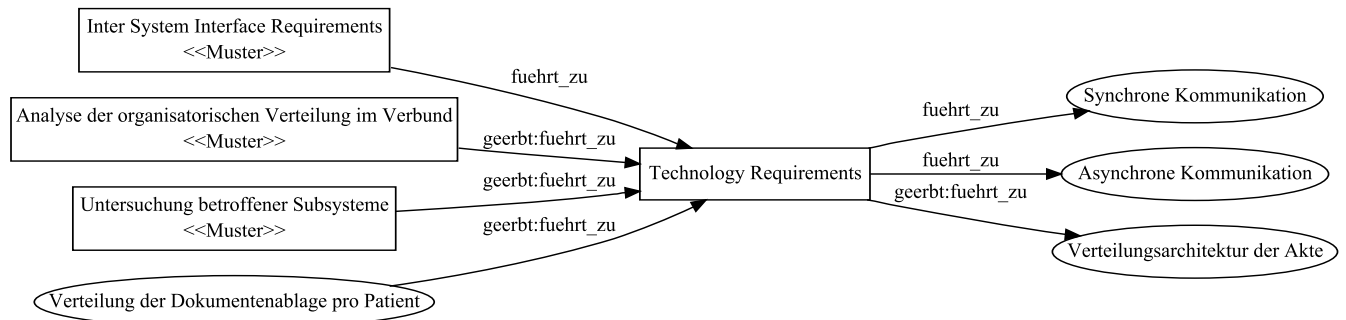 Inter System Interface Requirements
<<Muster>>
fuehrt_zu
Analyse der organisatorischen Verteilung im Verbund
<<Muster>>
geerbt:fuehrt_zu
Untersuchung betroffener Subsysteme
<<Muster>>
geerbt:fuehrt_zu
Verteilung der Dokumentenablage pro Patient
geerbt:fuehrt_zu
Technology Requirements
fuehrt_zu
Synchrone Kommunikation
fuehrt_zu
Asynchrone Kommunikation
geerbt:fuehrt_zu
Verteilungsarchitektur der Akte